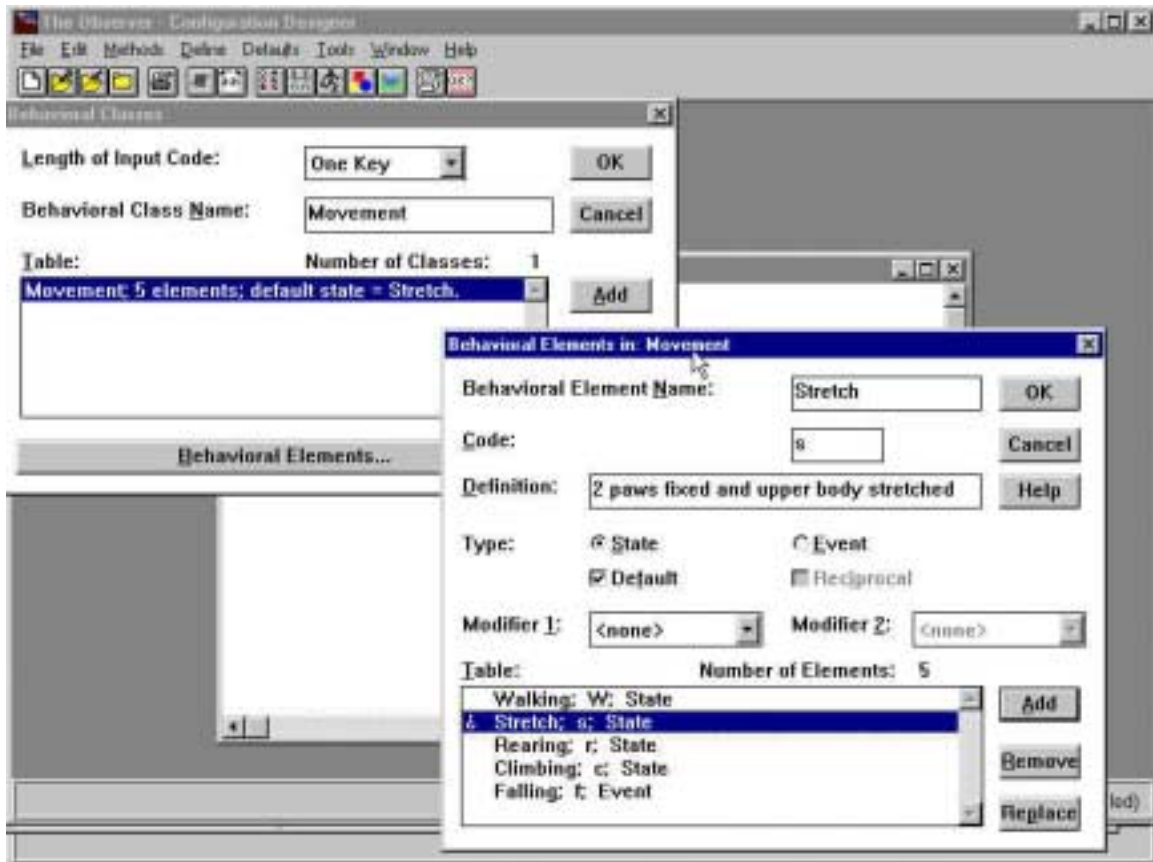 The Observer - Configuration Designer
File Edit Methods Define Defaults Tools Window Help
Behavioral Classes
Length of Input Code: One Key OK
Behavioral Class Name: Movement Cancel
Table: Number of Classes: 1
Movement; 5 elements; default state = Stretch. Add
Behavioral Elements...
Behavioral Elements in: Movement
Behavioral Element Name: Stretch OK
Code: s Cancel
Definition: 2 paws fixed and upper body stretched Help
Type: State Event
Default Reciprocal
Modifier 1: <none> Modifier 2: <none>
Table: Number of Elements: 5
Walking; W; State Add
Stretch; s; State
Rearing; r; State
Climbing; c; State Remove
Falling; f; Event
Replace
led)